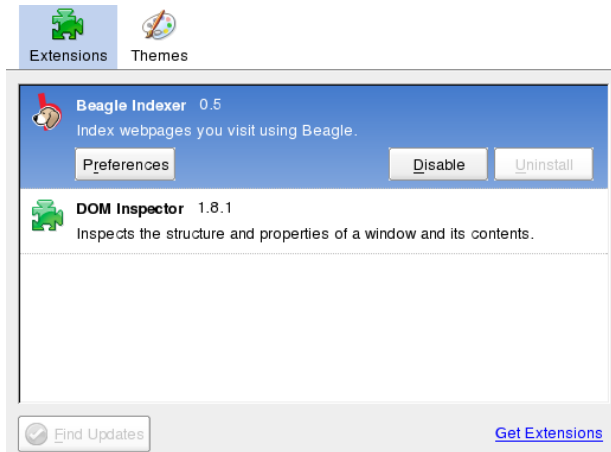 Extensions Themes
Beagle Indexer 0.5
Index webpages you visit using Beagle.
Preferences Disable Uninstall
DOM Inspector 1.8.1
Inspects the structure and properties of a window and its contents.
Find Updates Get Extensions